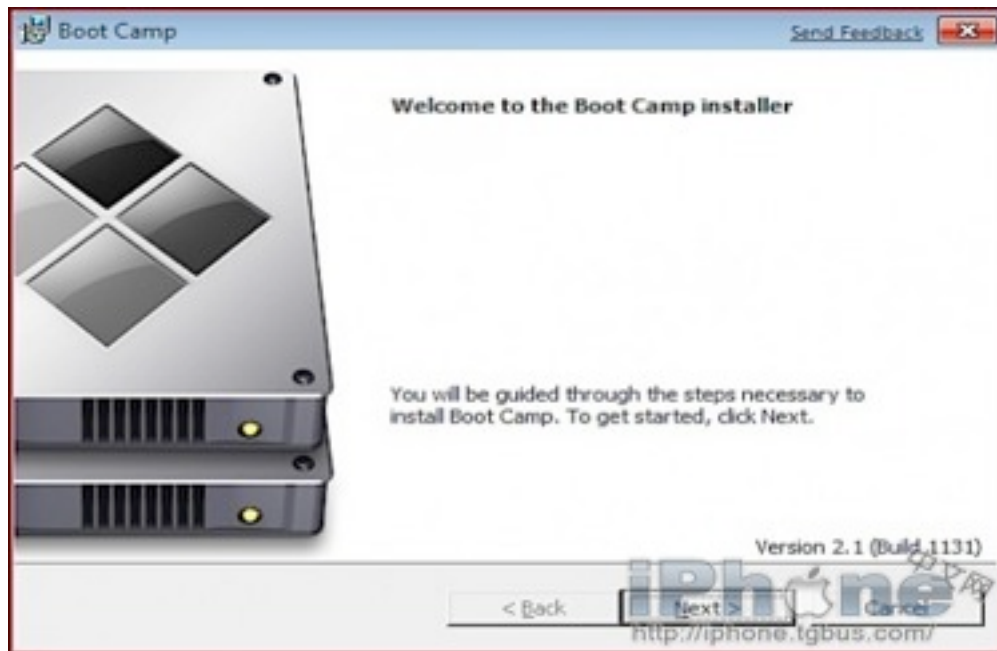 Boot Camp
Send Feedback
Welcome to the Boot Camp installer
You will be guided through the steps necessary to
install Boot Camp. To get started, click Next.
Version 2.1 (Build 1131)
< Back
Next >
Cancel
iPhone
中文网
http://iphone.tgbus.com/